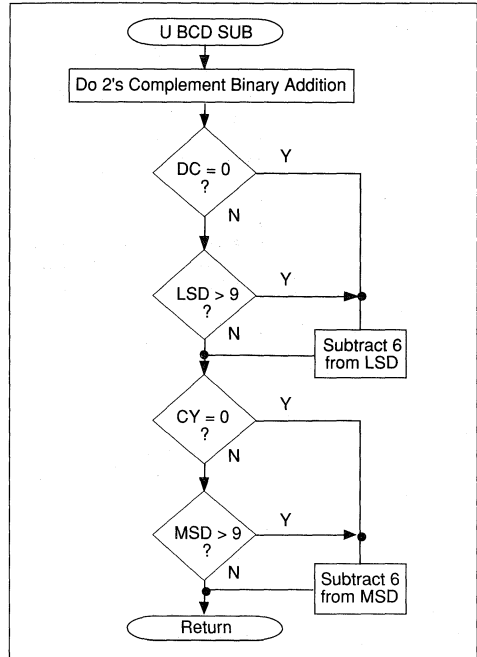 U BCD SUB
Do 2's Complement Binary Addition
DC = 0
?
Y
N
LSD > 9
?
Y
N
Subtract 6
from LSD
CY = 0
?
Y
N
MSD > 9
?
Y
N
Subtract 6
from MSD
Return